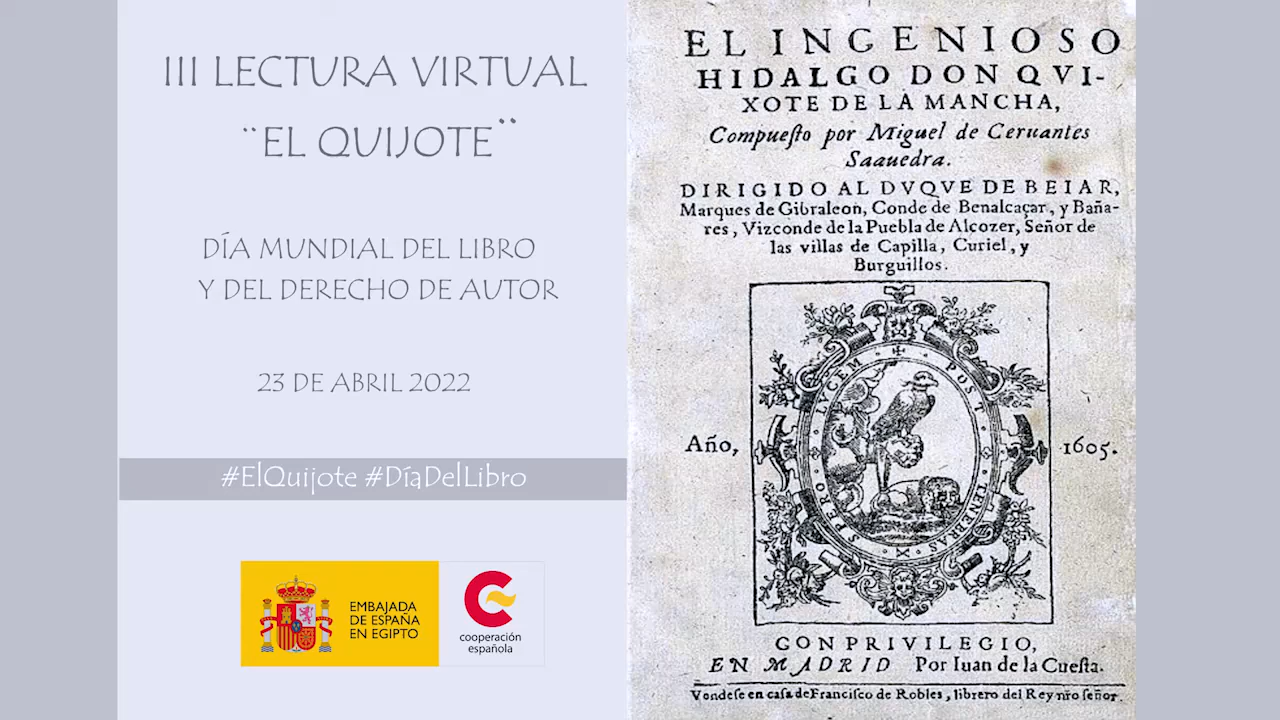 III LECTURA VIRTUAL
¨EL QUIJOTE¨
DÍA MUNDIAL DEL LIBRO
Y DEL DERECHO DE AUTOR
23 DE ABRIL 2022
#ElQuijote #DíaDelLibro
EMBAJADA
DE ESPAÑA
EN EGIPTO
cooperación
española
EL INGENIOSO
HIDALGO DON QVI-
XOTE DE LA MANCHA,
Compuesto por Miguel de Ceruantes
Saauedra.
DIRIGIDO AL DVQVE DE BEIAR,
Marques de Gibraleon, Conde de Benalcaçar, y Baña-
res, Vizconde de la Puebla de Alcozer, Señor de
las villas de Capilla, Curiel, y
Burguillos.
SPERO LVCEM POST TENEBRAS
Año, 1605.
CON PRIVILEGIO,
EN MADRID Por Iuan de la Cuesta.
Vendese en casa de Francisco de Robles, librero del Rey nro señor.